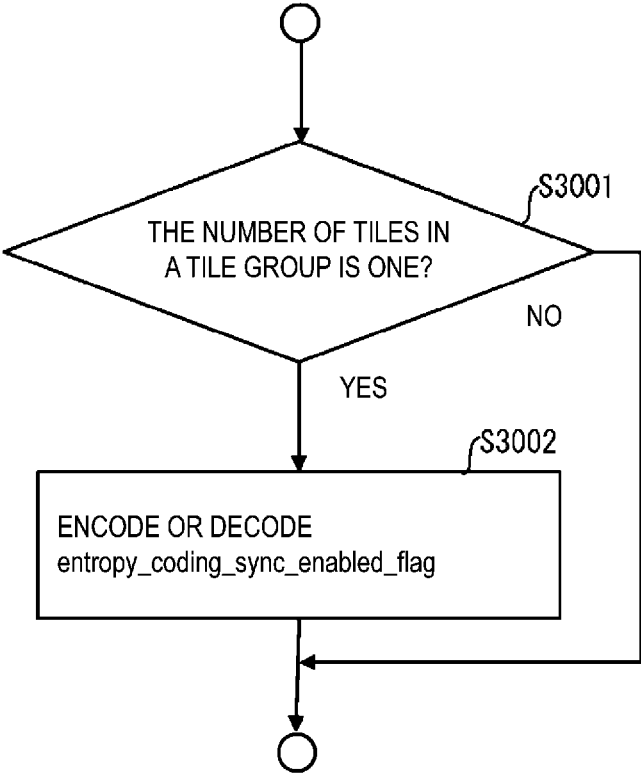 S3001
THE NUMBER OF TILES IN
A TILE GROUP IS ONE?
NO
YES
S3002
ENCODE OR DECODE
entropy_coding_sync_enabled_flag